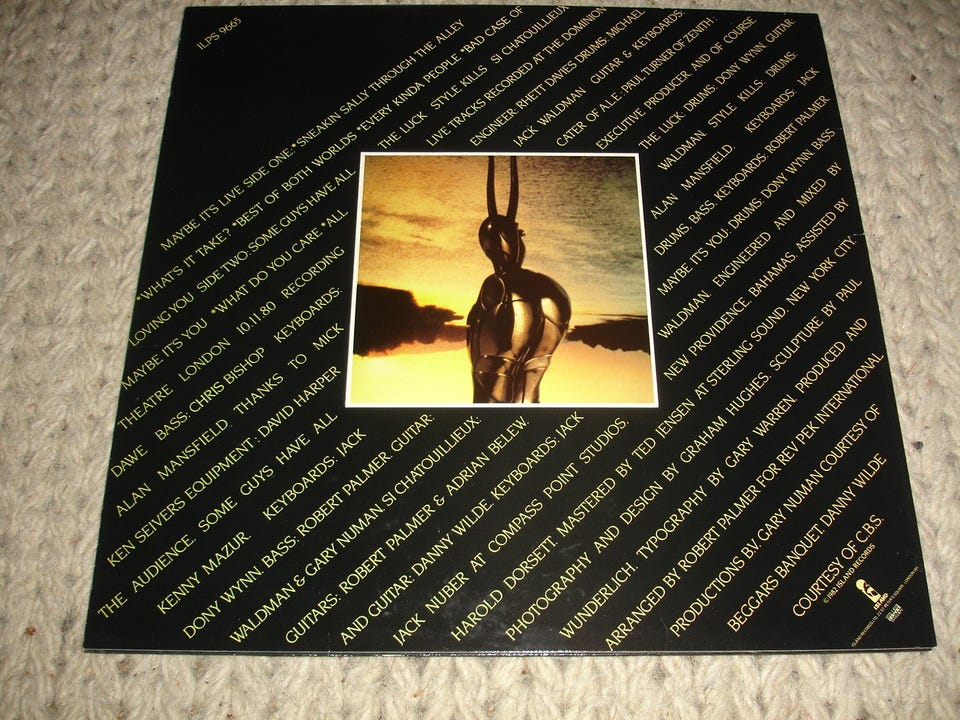 ILPS 9665
MAYBE ITS LIVE SIDE ONE:*SNEAKIN SALLY THROUGH THE ALLEY
*WHAT'S IT TAKE? *BEST OF BOTH WORLDS *EVERY KINDA PEOPLE *BAD CASE OF
LOVING YOU SIDE TWO: SOME GUYS HAVE ALL THE LUCK STYLE KILLS SI CHATOUILLIEUX
MAYBE IT'S YOU *WHAT DO YOU CARE *ALL LIVE TRACKS RECORDED AT THE DOMINION
THEATRE LONDON 10.11.80 RECORDING ENGINEER RHETT DAVIES DRUMS: MICHAEL
DAWE BASS: CHRIS BISHOP KEYBOARDS: JACK WALDMAN GUITAR & KEYBOARDS:
ALAN MANSFIELD THANKS TO MICK CATER OF ALE: PAUL TURNER OF ZENITH:
KEN SEIVERS EQUIPMENT: DAVID HARPER EXECUTIVE PRODUCER AND OF COURSE
THE AUDIENCE. SOME GUYS HAVE ALL THE LUCK: DRUMS: DONY WYNN. GUITAR:
KENNY MAZUR. KEYBOARDS: JACK WALDMAN. STYLE KILLS: DRUMS
DONY WYNN. BASS: ROBERT PALMER GUITAR: ALAN MANSFIELD. KEYBOARDS: JACK
WALDMAN & GARY NUMAN SI CHATOUILLIEUX: DRUMS, BASS, KEYBOARDS: ROBERT PALMER
GUITARS: ROBERT PALMER & ADRIAN BELEW. MAYBE IT'S YOU: DRUMS: DONY WYNN BASS
AND GUITAR: DANNY WILDE KEYBOARDS: JACK WALDMAN. ENGINEERED AND MIXED BY
JACK NUBER AT COMPASS POINT STUDIOS, NEW PROVIDENCE, BAHAMAS. ASSISTED BY
HAROLD DORSETT. MASTERED BY TED JENSEN AT STERLING SOUND. NEW YORK CITY.
PHOTOGRAPHY AND DESIGN BY GRAHAM HUGHES. SCULPTURE BY PAUL
WUNDERLICH. TYPOGRAPHY BY GARY WARREN. PRODUCED AND
ARRANGED BY ROBERT PALMER FOR REV PEK INTERNATIONAL
PRODUCTIONS BV. GARY NUMAN COURTESY OF
BEGGARS BANQUET DANNY WILDE
COURTESY OF C.B.S.
© 1982 ISLAND RECORDS
ISLAND